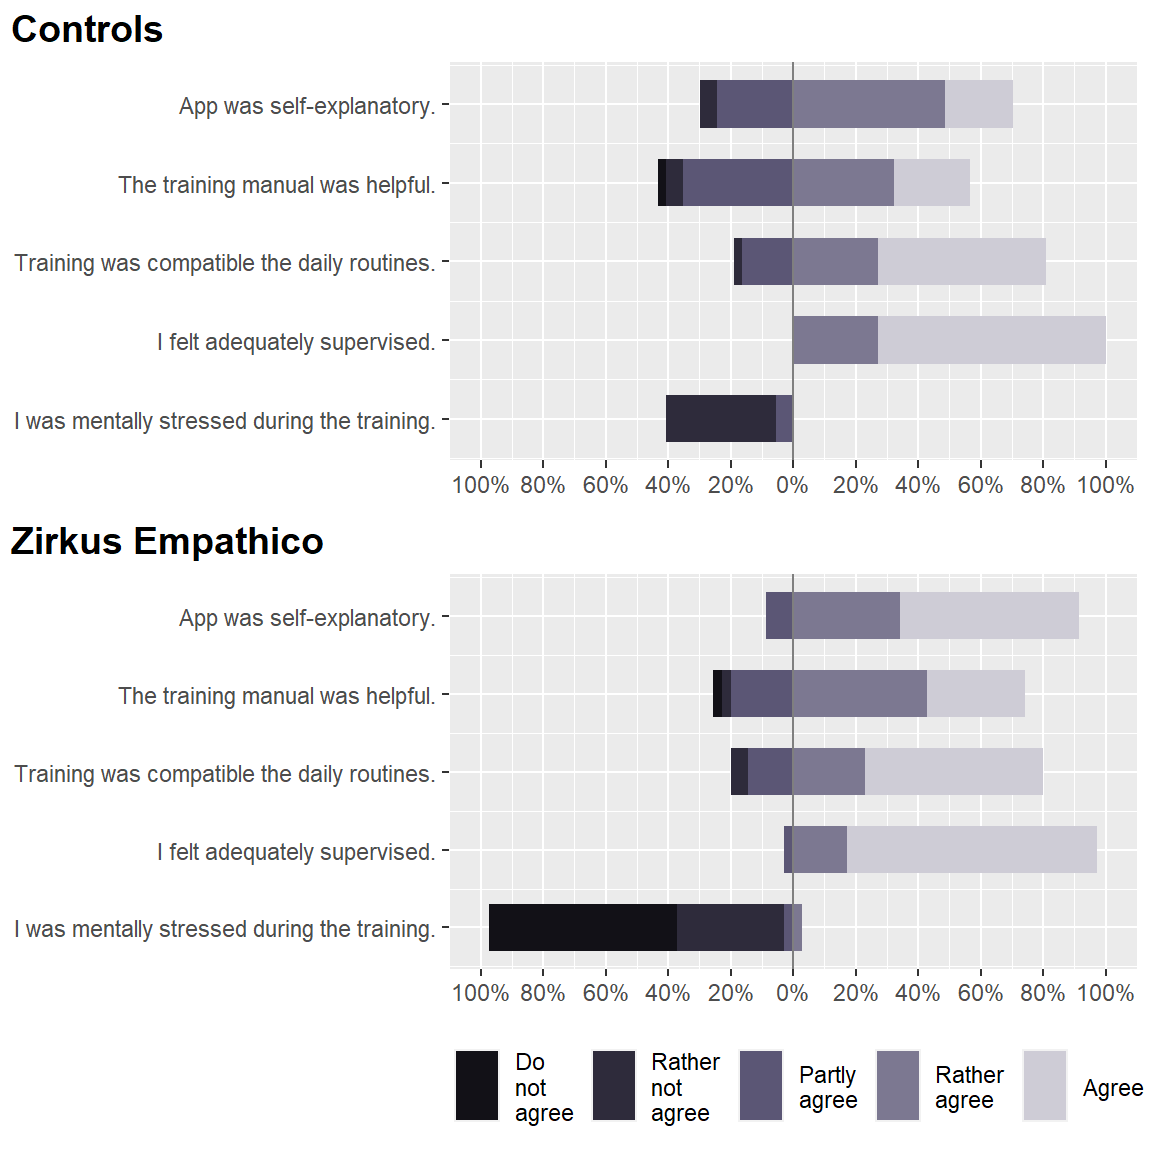 Controls
App was self-explanatory.
The training manual was helpful.
Training was compatible the daily routines.
I felt adequately supervised.
I was mentally stressed during the training.
100% 80% 60% 40% 20% 0% 20% 40% 60% 80% 100%
Zirkus Empathico
App was self-explanatory.
The training manual was helpful.
Training was compatible the daily routines.
I felt adequately supervised.
I was mentally stressed during the training.
100% 80% 60% 40% 20% 0% 20% 40% 60% 80% 100%
Do
not
agree
Rather
not
agree
Partly
agree
Rather
agree
Agree